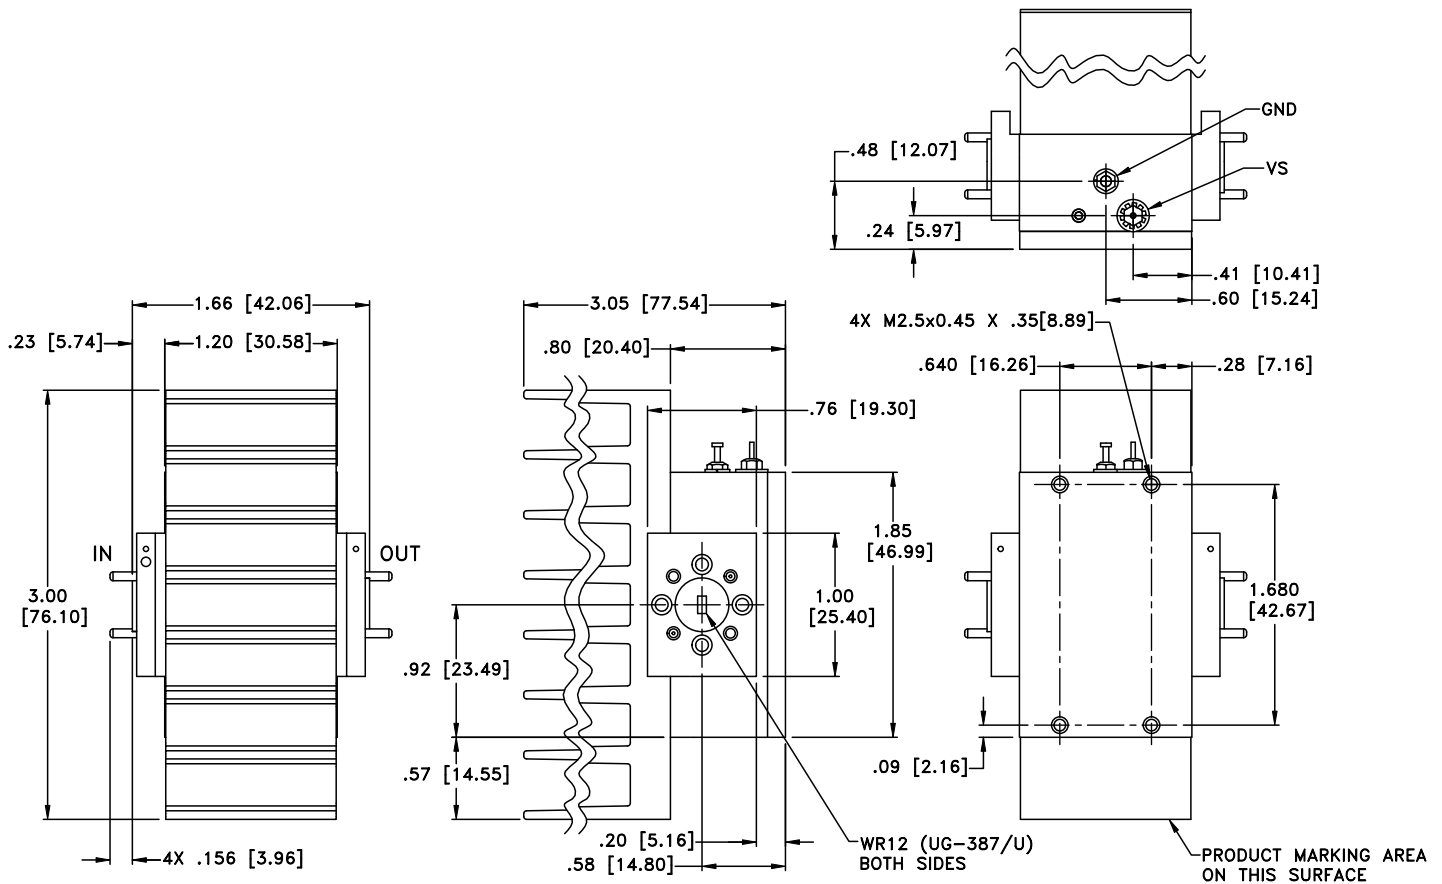 GND
.48 [12.07]
VS
.24 [5.97]
.41 [10.41]
.60 [15.24]
1.66 [42.06]
3.05 [77.54]
4X M2.5x0.45 X .35[8.89]
.23 [5.74]
1.20 [30.58]
.80 [20.40]
.640 [16.26]
.28 [7.16]
.76 [19.30]
IN
OUT
1.85
[46.99]
3.00
[76.10]
1.00
[25.40]
1.680
[42.67]
.92 [23.49]
.57 [14.55]
.09 [2.16]
.20 [5.16]
.58 [14.80]
4X .156 [3.96]
WR12 (UG-387/U)
BOTH SIDES
PRODUCT MARKING AREA
ON THIS SURFACE